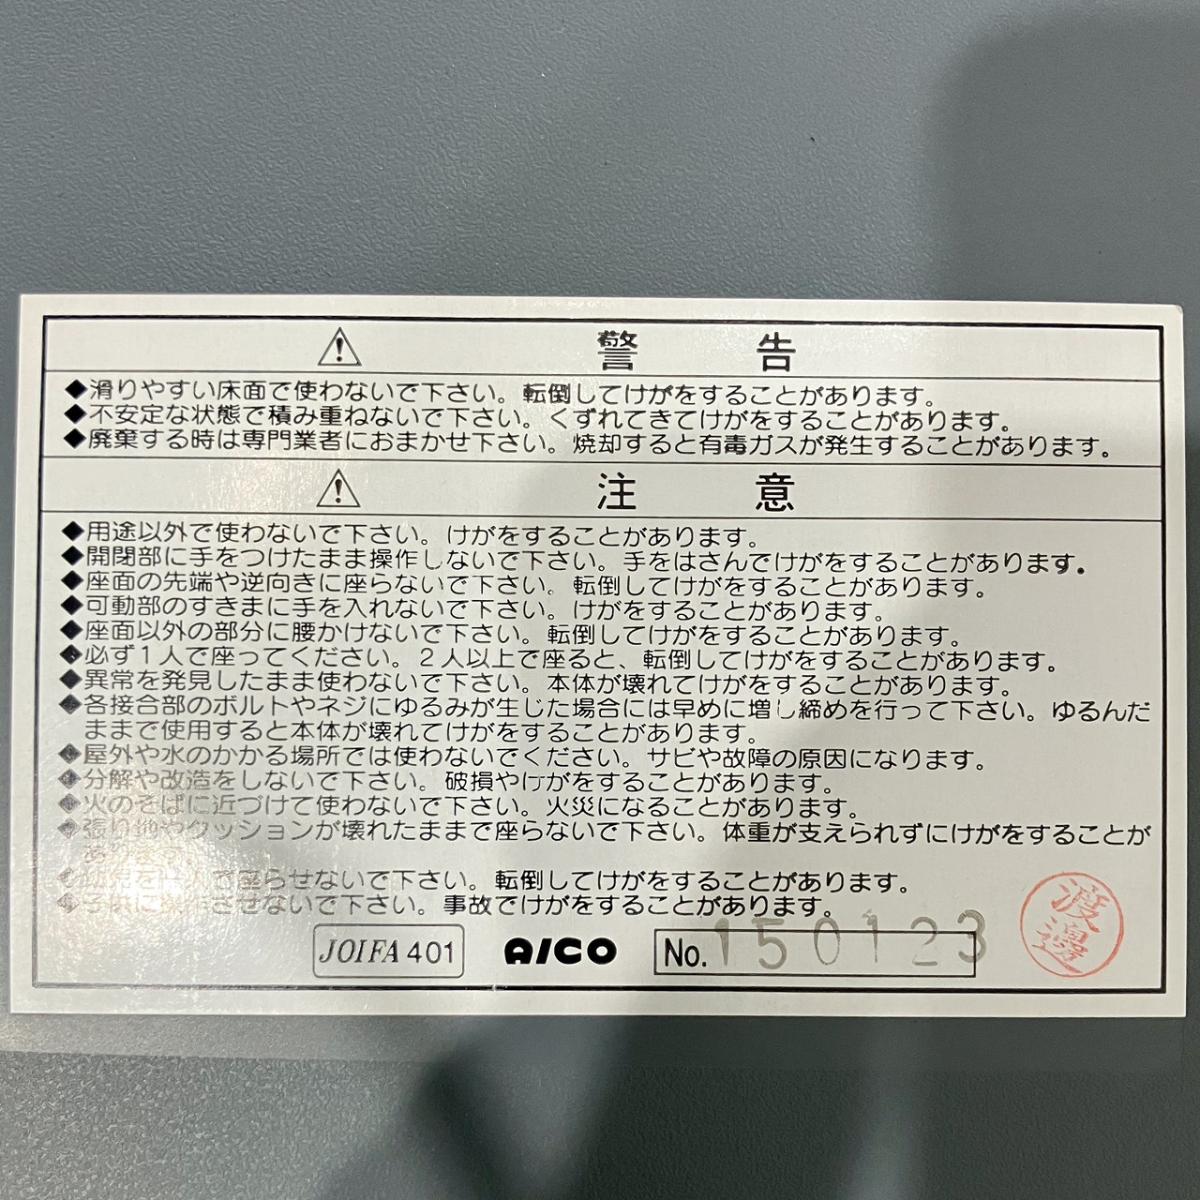 ⚠ 警告
◆滑りやすい床面で使わないで下さい。転倒してけがをすることがあります。
◆不安定な状態で積み重ねないで下さい。くずれてきてけがをすることがあります。
◆廃棄する時は専門業者におまかせ下さい。焼却すると有毒ガスが発生することがあります。
⚠ 注意
◆用途以外で使わないで下さい。けがをすることがあります。
◆開閉部に手をつけたまま操作しないで下さい。手をはさんでけがをすることがあります.
◆座面の先端や逆向きに座らないで下さい。転倒してけがをすることがあります。
◆可動部のすきまに手を入れないで下さい。けがをすることがあります。
◆座面以外の部分に腰かけないで下さい。転倒してけがをすることがあります。
◆必ず1人で座ってください。2人以上で座ると、転倒してけがをすることがあります。
◆異常を発見したまま使わないで下さい。本体が壊れてけがをすることがあります。
◆各接合部のボルトやネジにゆるみが生じた場合には早めに増し締めを行って下さい。ゆるんだ
ままで使用すると本体が壊れてけがをすることがあります。
◆屋外や水のかかる場所では使わないでください。サビや故障の原因になります。
◆分解や改造をしないで下さい。破損やけがをすることがあります。
◆火のそばに近づけて使わないで下さい。火災になることがあります。
◆張り地やクッションが壊れたままで座らないで下さい。体重が支えられずにけがをすることが
あります。
◆幼児を1人で座らせないで下さい。転倒してけがをすることがあります。
◆子供に操作させないで下さい。事故でけがをすることがあります。
JOIFA 401 AICO No. 150123 渡邊